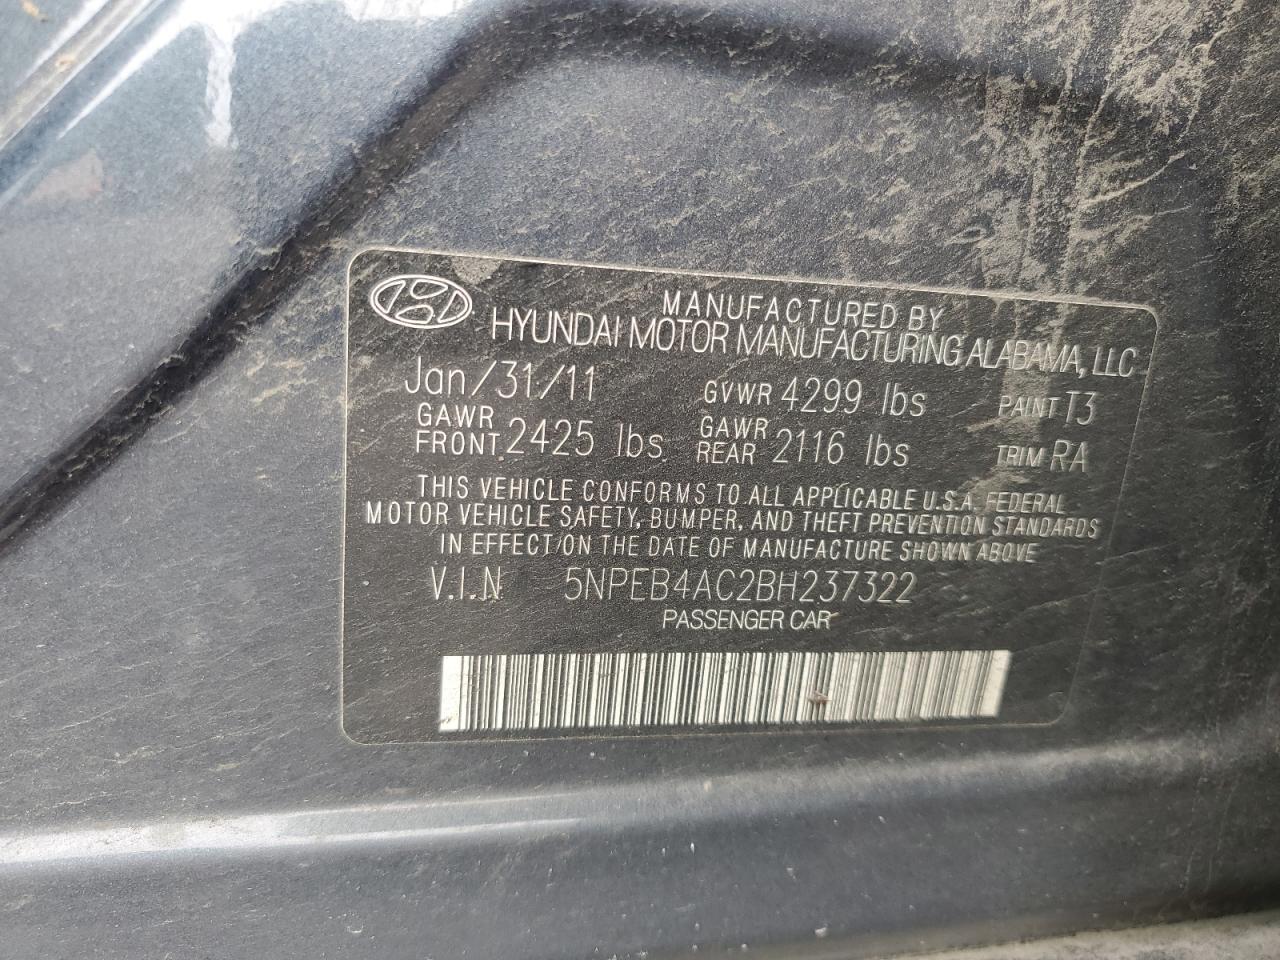 MANUFACTURED BY
HYUNDAI MOTOR MANUFACTURING ALABAMA, LLC
Jan/31/11 GVWR 4299 lbs PAINT T3
GAWR FRONT 2425 lbs GAWR REAR 2116 lbs TRIM RA
THIS VEHICLE CONFORMS TO ALL APPLICABLE U.S.A. FEDERAL
MOTOR VEHICLE SAFETY, BUMPER, AND THEFT PREVENTION STANDARDS
IN EFFECT ON THE DATE OF MANUFACTURE SHOWN ABOVE
V.I.N 5NPEB4AC2BH237322
PASSENGER CAR